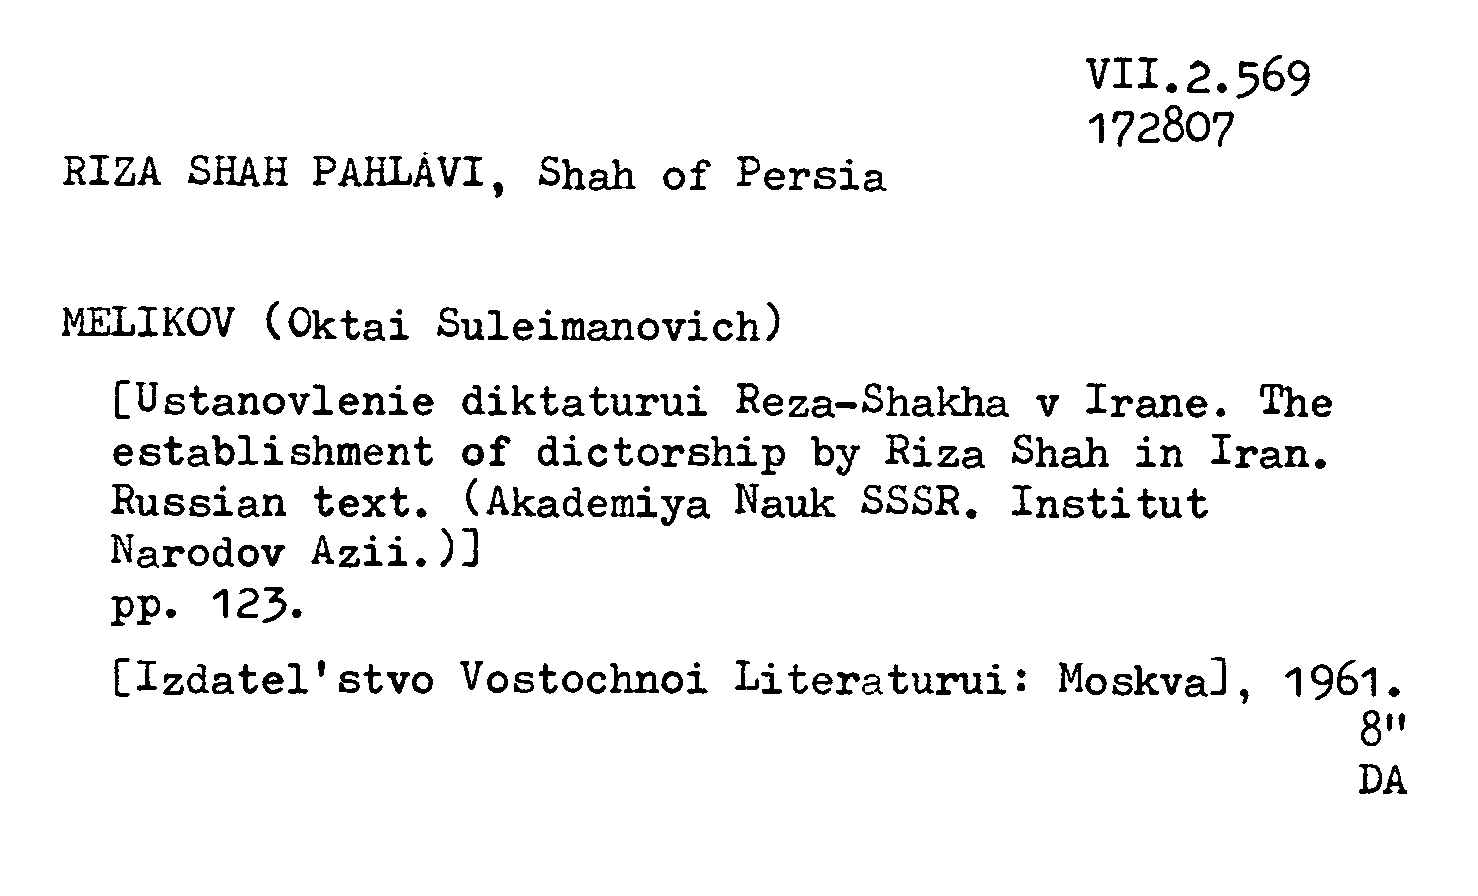 VII.2.569
172807
RIZA SHAH PAHLÁVI, Shah of Persia
MELIKOV (Oktai Suleimanovich)
[Ustanovlenie diktaturui Reza-Shakha v Irane. The
establishment of dictorship by Riza Shah in Iran.
Russian text. (Akademiya Nauk SSSR. Institut
Narodov Azii.)]
pp. 123.
[Izdatel'stvo Vostochnoi Literaturui: Moskva], 1961.
8"
DA